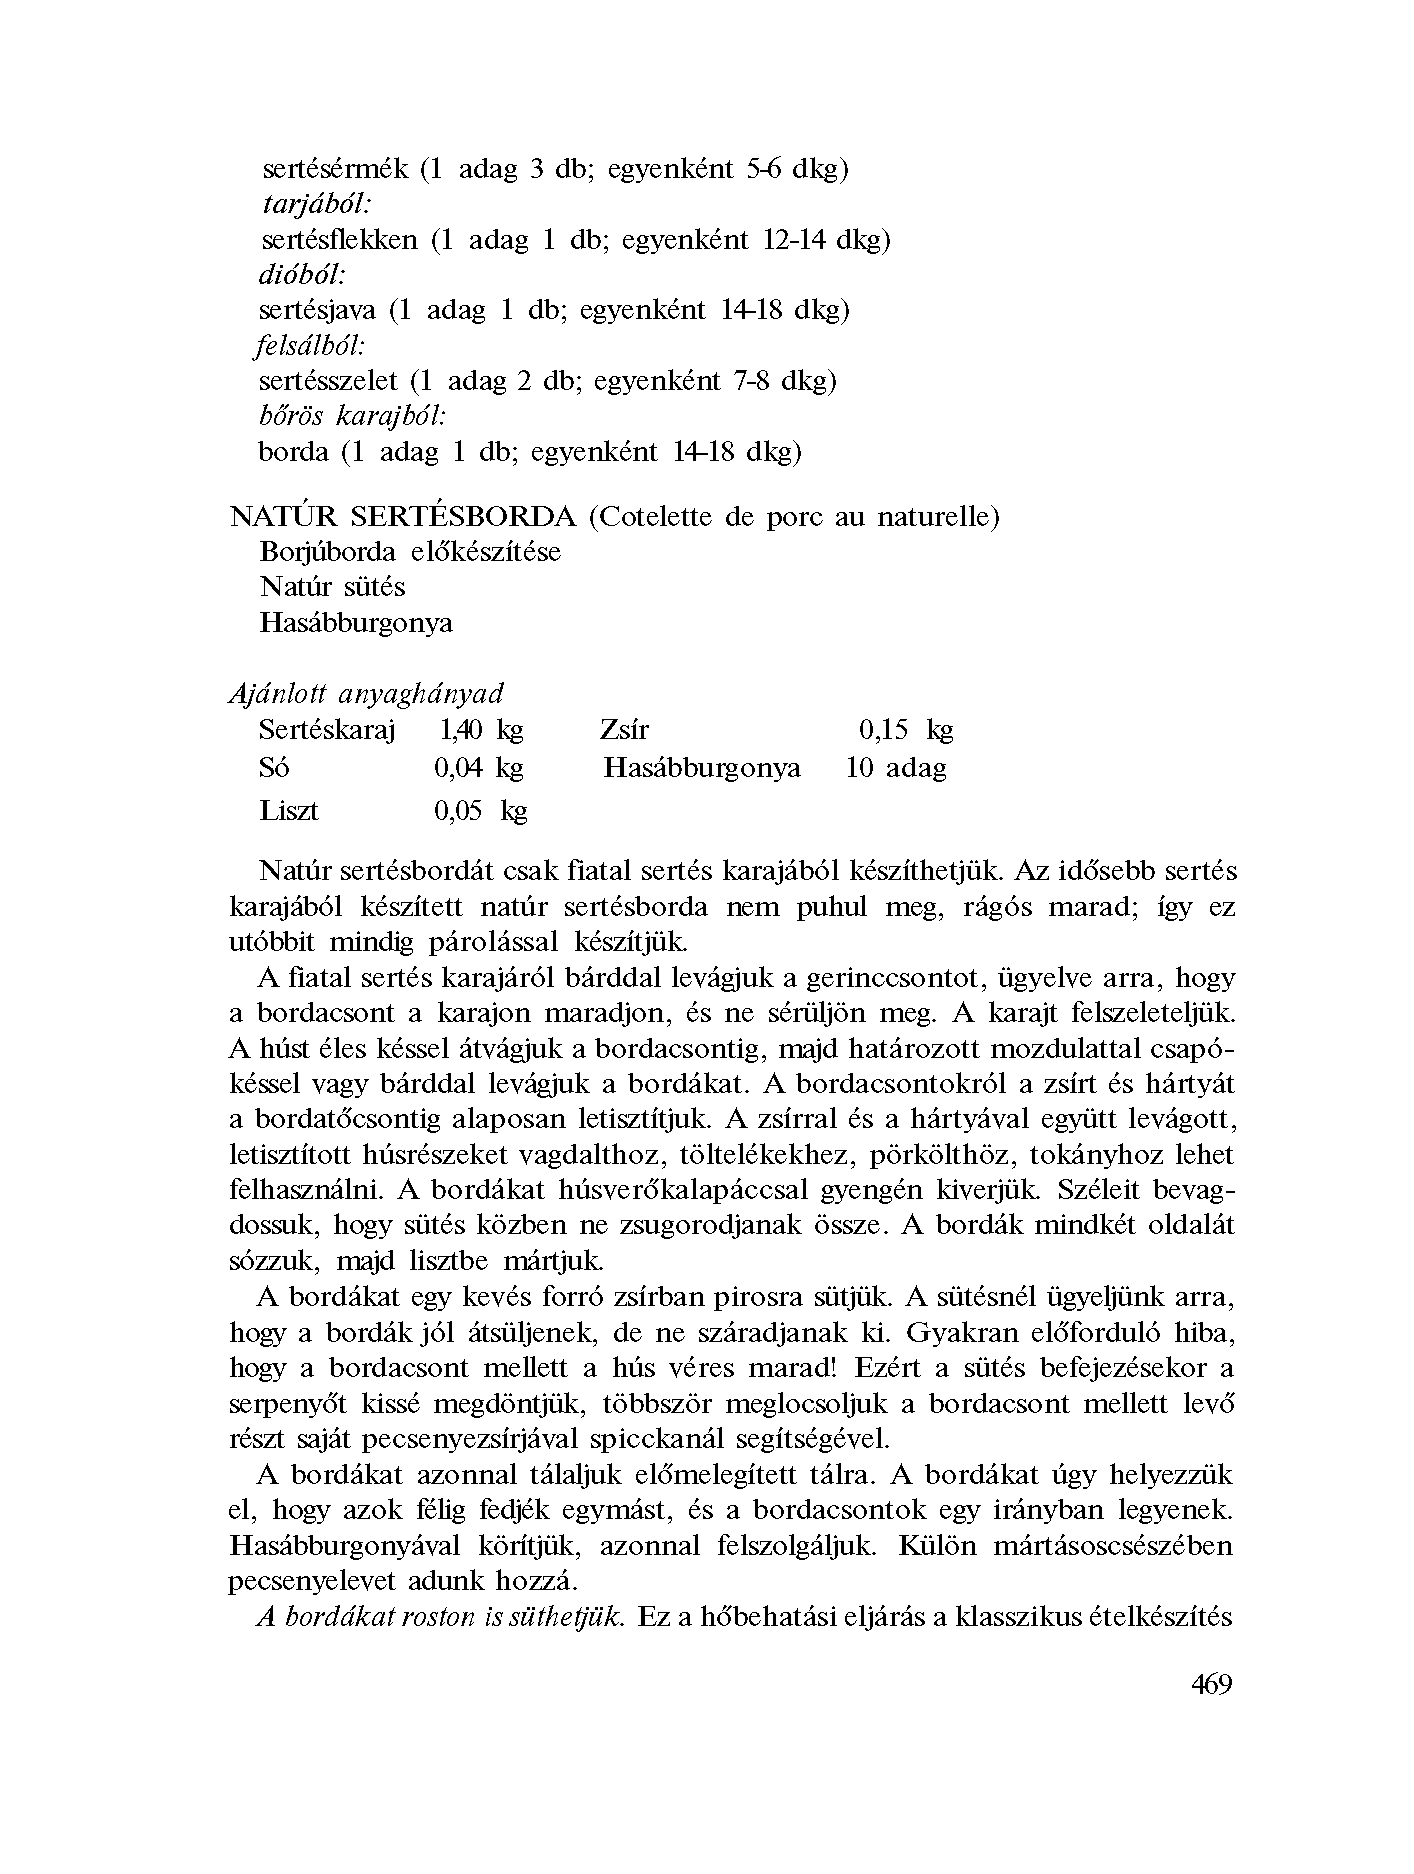 sertésérmék (1 adag 3 db; egyenként 5-6 dkg)
tarjából:
sertésflekken (1 adag 1 db; egyenként 12-14 dkg)
dióból:
sertésjava (1 adag 1 db; egyenként 14-18 dkg)
felsálból:
sertésszelet (1 adag 2 db; egyenként 7-8 dkg)
bőrös karajból:
borda (1 adag 1 db; egyenként 14-18 dkg)
NATÚR SERTÉSBORDA (Cotelette de porc au naturelle)
Borjúborda előkészítése
Natúr sütés
Hasábburgonya
Ajánlott anyaghányad
Sertéskaraj 1,40 kg Zsír 0,15 kg
Só 0,04 kg Hasábburgonya 10 adag
Liszt 0,05 kg
Natúr sertésbordát csak fiatal sertés karajából készíthetjük. Az idősebb sertés
karajából készített natúr sertésborda nem puhul meg, rágós marad; így ez
utóbbit mindig párolással készítjük.
A fiatal sertés karajáról bárddal levágjuk a gerinccsontot, ügyelve arra, hogy
a bordacsont a karajon maradjon, és ne sérüljön meg. A karajt felszeleteljük.
A húst éles késsel átvágjuk a bordacsontig, majd határozott mozdulattal csapó-
késsel vagy bárddal levágjuk a bordákat. A bordacsontokról a zsírt és hártyát
a bordatőcsontig alaposan letisztítjuk. A zsírral és a hártyával együtt levágott,
letisztított húsrészeket vagdalthoz, töltelékekhez, pörkölthöz, tokányhoz lehet
felhasználni. A bordákat húsverőkalapáccsal gyengén kiverjük. Széleit bevag-
dossuk, hogy sütés közben ne zsugorodjanak össze. A bordák mindkét oldalát
sózzuk, majd lisztbe mártjuk.
A bordákat egy kevés forró zsírban pirosra sütjük. A sütésnél ügyeljünk arra,
hogy a bordák jól átsüljenek, de ne száradjanak ki. Gyakran előforduló hiba,
hogy a bordacsont mellett a hús véres marad! Ezért a sütés befejezésekor a
serpenyőt kissé megdöntjük, többször meglocsoljuk a bordacsont mellett levő
részt saját pecsenyezsírjával spicckanál segítségével.
A bordákat azonnal tálaljuk előmelegített tálra. A bordákat úgy helyezzük
el, hogy azok félig fedjék egymást, és a bordacsontok egy irányban legyenek.
Hasábburgonyával körítjük, azonnal felszolgáljuk. Külön mártásoscsészében
pecsenyelevet adunk hozzá.
A bordákat roston is süthetjük. Ez a hőbehatási eljárás a klasszikus ételkészítés
469